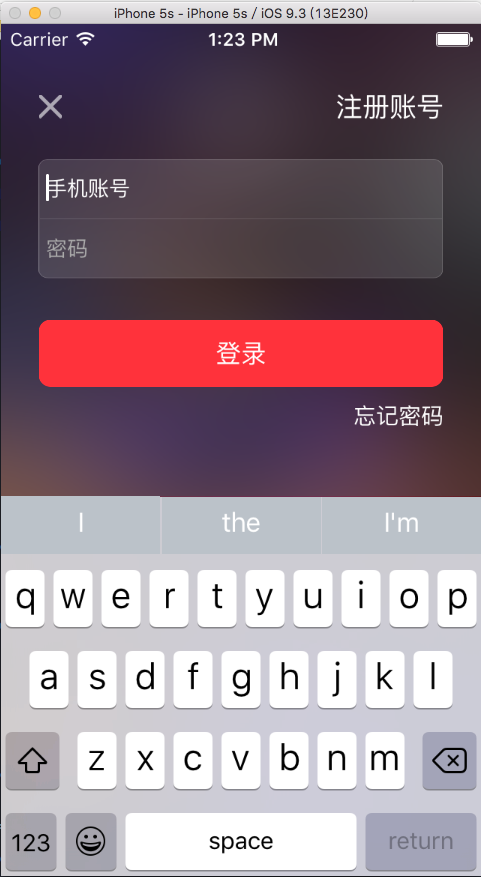 iPhone 5s - iPhone 5s / iOS 9.3 (13E230)
Carrier 1:23 PM
注册账号
手机账号
密码
登录
忘记密码
I the I'm
q w e r t y u i o p
a s d f g h j k l
z x c v b n m
123 space return